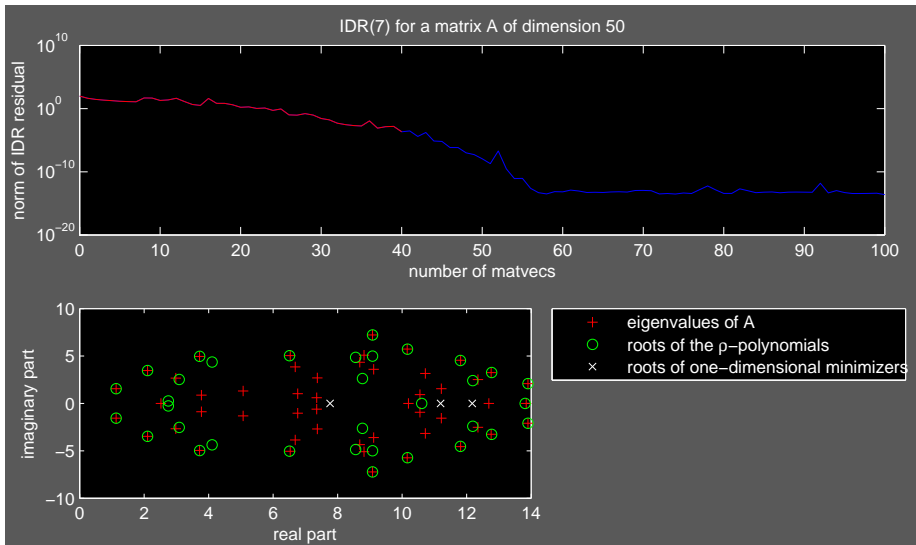 IDR(7) for a matrix A of dimension 50
norm of IDR residual
10^10
10^0
10^−10
10^−20
0 10 20 30 40 50 60 70 80 90 100
number of matvecs
imaginary part
10
5
0
−5
−10
0 2 4 6 8 10 12 14
real part
eigenvalues of A
roots of the ρ−polynomials
roots of one−dimensional minimizers